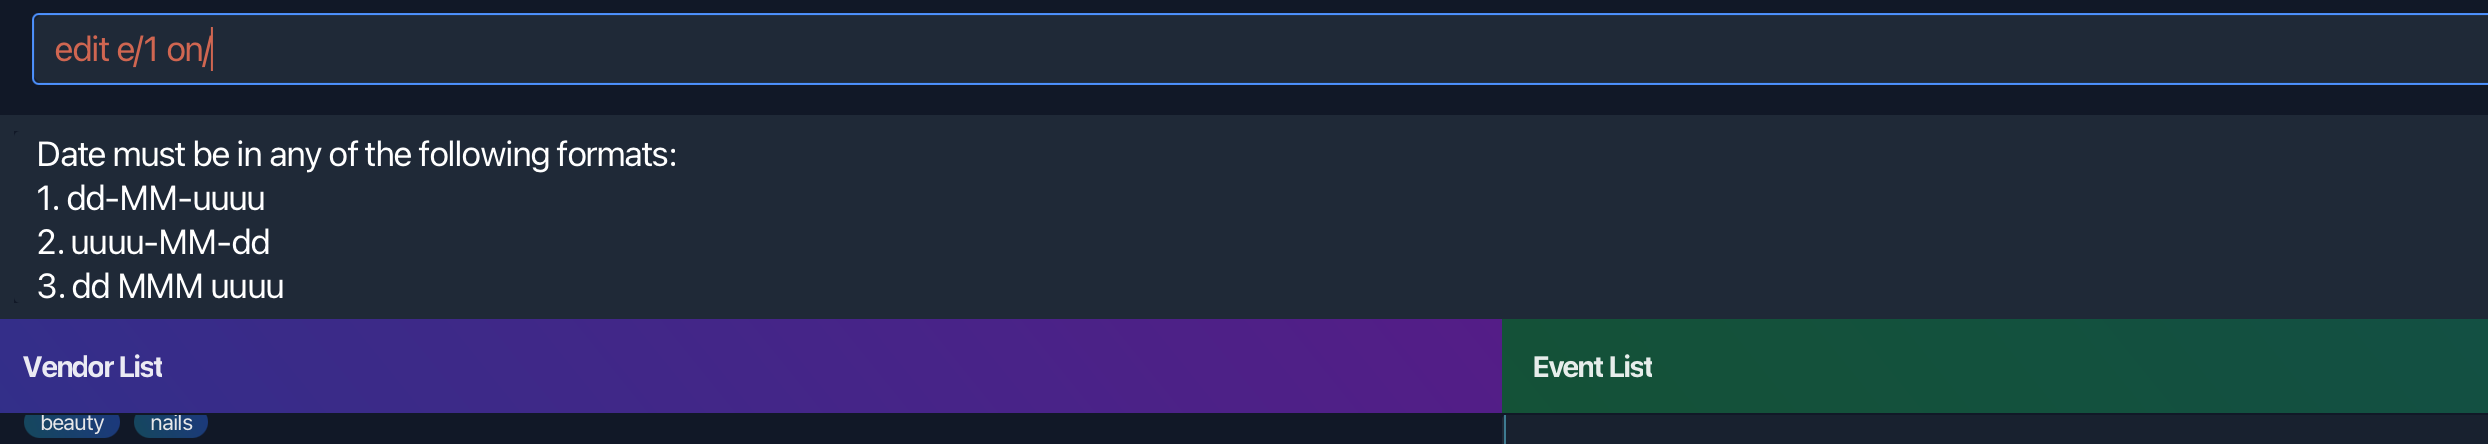 edit e/1 on/
Date must be in any of the following formats:
1. dd-MM-uuuu
2. uuuu-MM-dd
3. dd MMM uuuu
Vendor List
Event List
beauty
nails